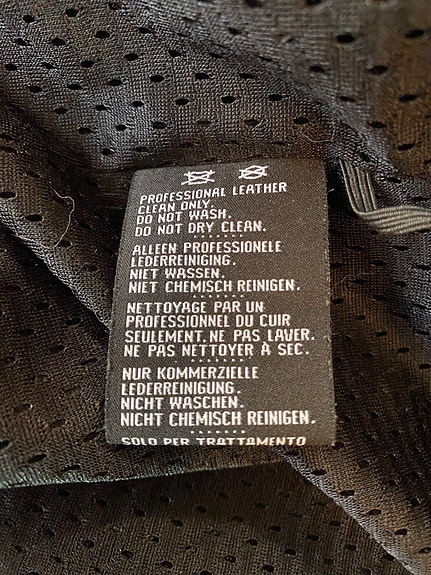 PROFESSIONAL LEATHER
CLEAN ONLY.
DO NOT WASH.
DO NOT DRY CLEAN.
ALLEEN PROFESSIONELE
LEDERREINIGING.
NIET WASSEN.
NIET CHEMISCH REINIGEN.
NETTOYAGE PAR UN
PROFESSIONNEL DU CUIR
SEULEMENT. NE PAS LAVER.
NE PAS NETTOYER À SEC.
NUR KOMMERZIELLE
LEDERREINIGUNG.
NICHT WASCHEN.
NICHT CHEMISCH REINIGEN.
SOLO PER TRATTAMENTO